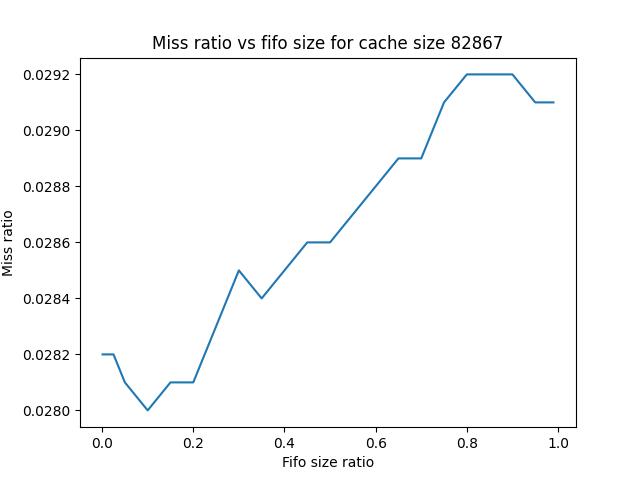 Miss ratio vs fifo size for cache size 82867
Miss ratio
0.0292
0.0290
0.0288
0.0286
0.0284
0.0282
0.0280
0.0 0.2 0.4 0.6 0.8 1.0
Fifo size ratio